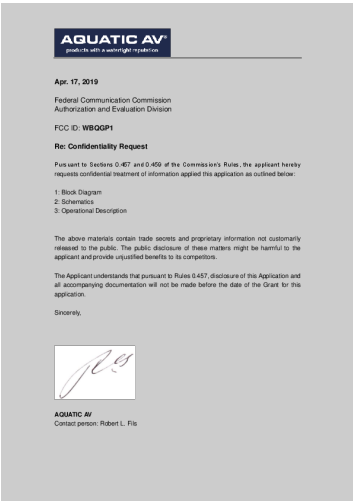 AQUATIC AV®
products with a watertight reputation
Apr. 17, 2019
Federal Communication Commission
Authorization and Evaluation Division
FCC ID: WBQGP1
Re: Confidentiality Request
Pursuant to Sections 0.457 and 0.459 of the Commission's Rules, the applicant hereby
requests confidential treatment of information applied this application as outlined below:
1: Block Diagram
2: Schematics
3: Operational Description
The above materials contain trade secrets and proprietary information not customarily
released to the public. The public disclosure of these matters might be harmful to the
applicant and provide unjustified benefits to its competitors.
The Applicant understands that pursuant to Rules 0.457, disclosure of this Application and
all accompanying documentation will not be made before the date of the Grant for this
application.
Sincerely,
AQUATIC AV
Contact person: Robert L. Fils